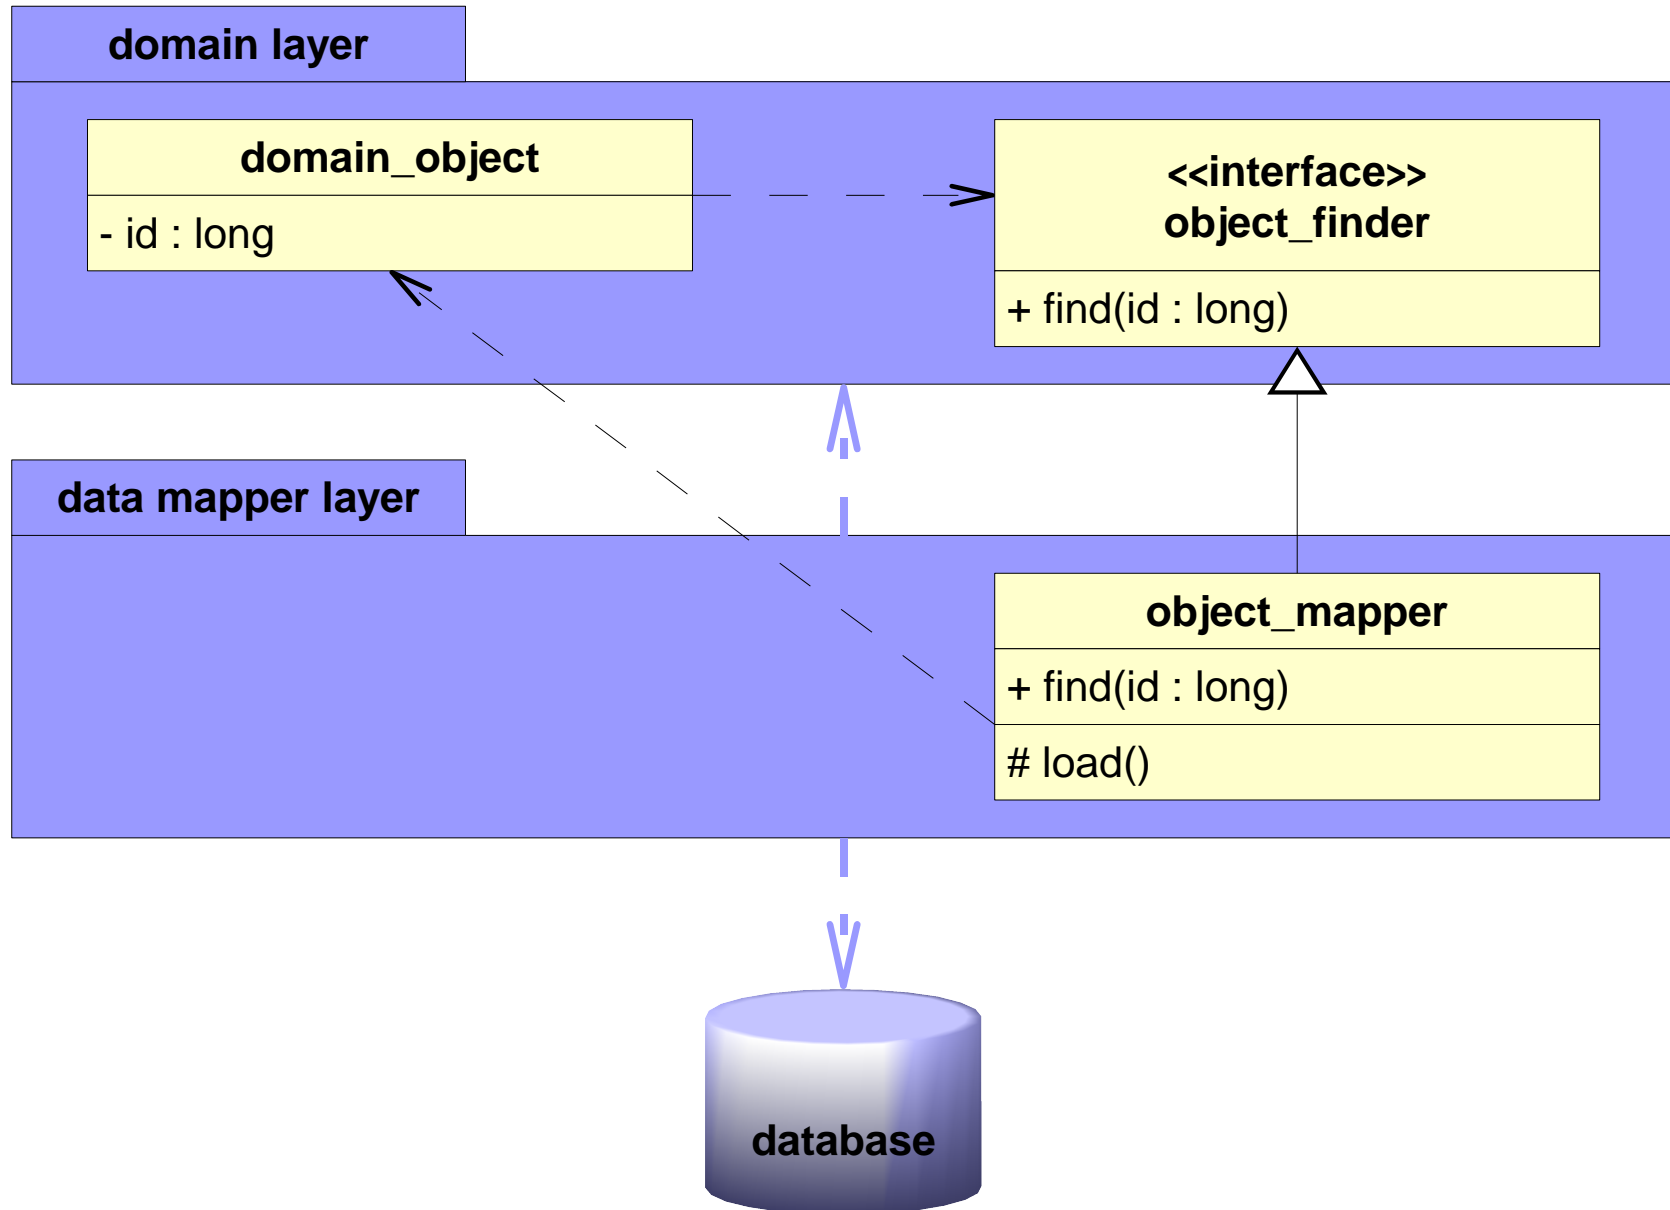 domain layer
domain_object
- id : long
<<interface>>
object_finder
+ find(id : long)
data mapper layer
object_mapper
+ find(id : long)
# load()
database